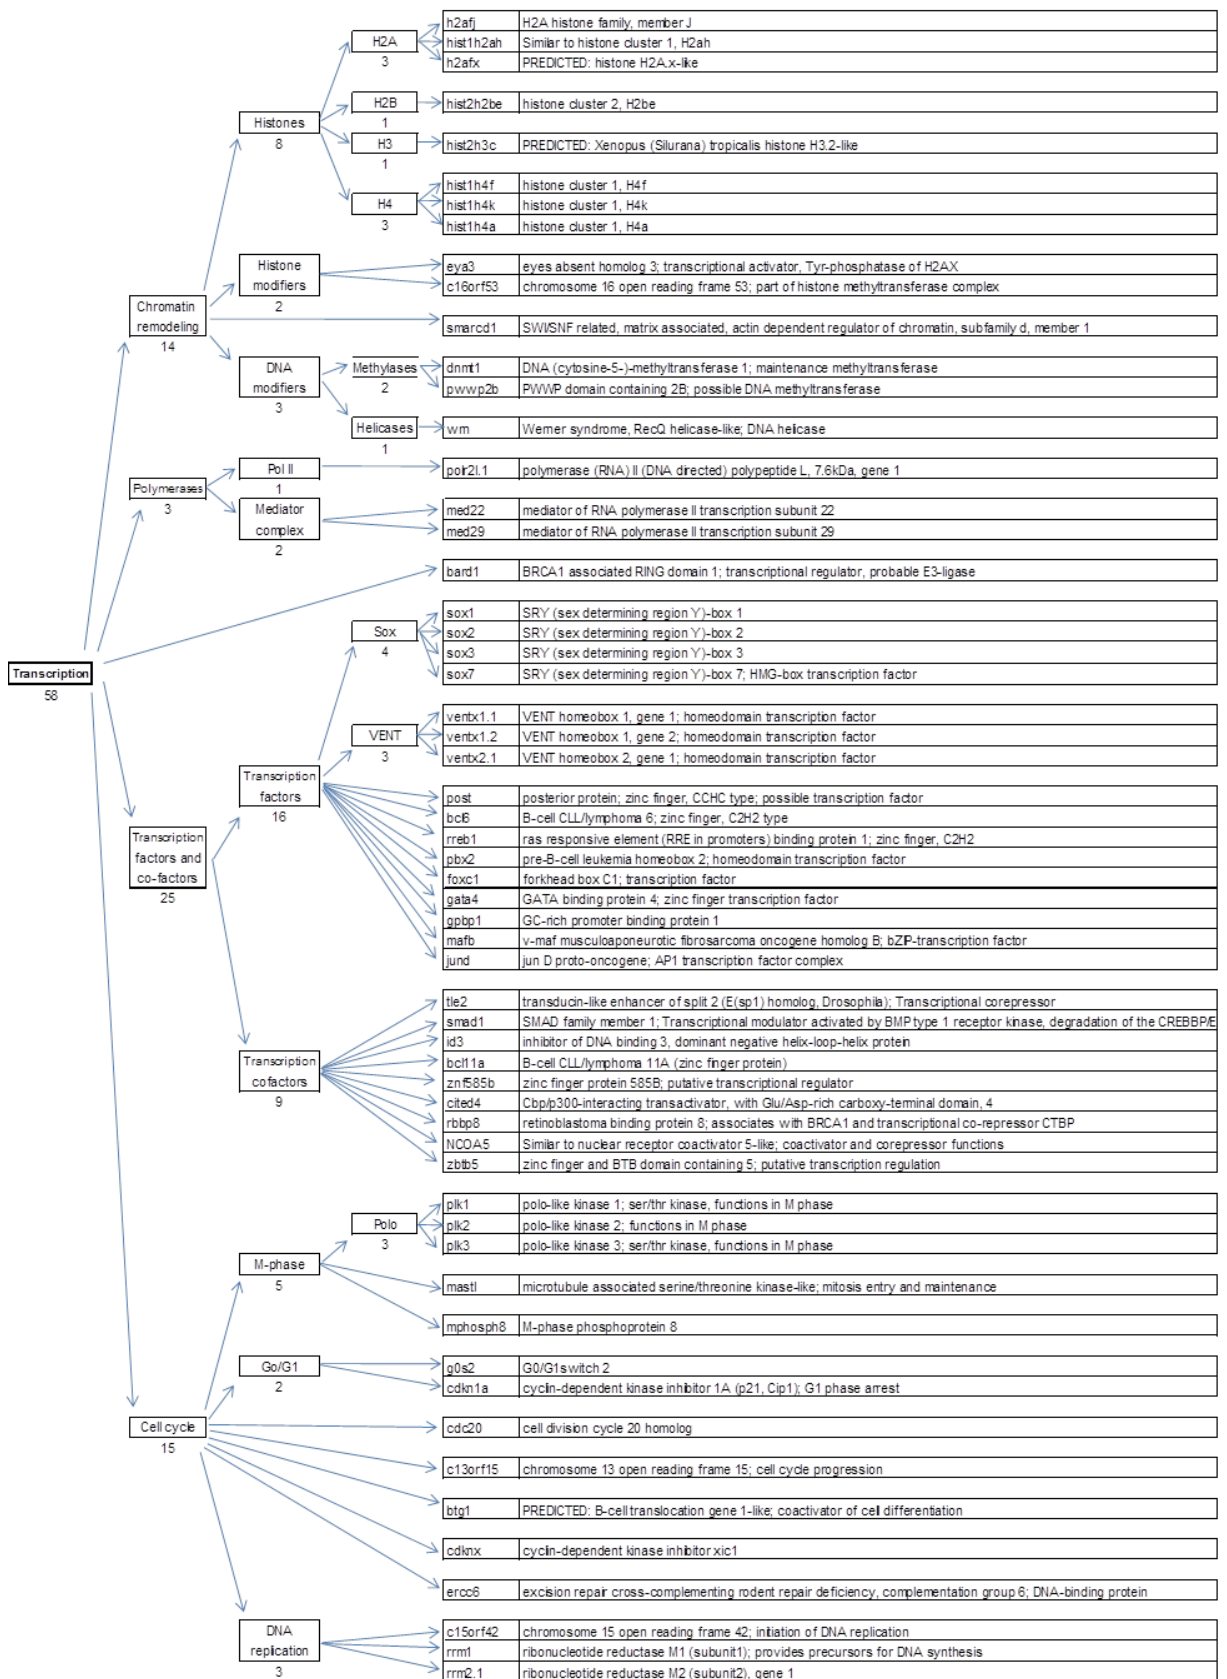 h2afj H2A histone family, member J
H2A hist1h2ah Similar to histone cluster 1, H2ah
3 h2afx PREDICTED: histone H2A.x-like
H2B hist2h2be histone cluster 2, H2be
1
Histones
8
H3 hist2h3c PREDICTED: Xenopus (Silurana) tropicalis histone H3.2-like
1
hist1h4f histone cluster 1, H4f
H4 hist1h4k histone cluster 1, H4k
3 hist1h4a histone cluster 1, H4a
Histone modifiers
2
eya3 eyes absent homolog 3; transcriptional activator, Tyr-phosphatase of H2AX
c16orf53 chromosome 16 open reading frame 53; part of histone methyltransferase complex
Chromatin remodeling
14
smarcd1 SWI/SNF related, matrix associated, actin dependent regulator of chromatin, subfamily d, member 1
DNA modifiers
3
Methylases dnmt1 DNA (cytosine-5-)-methyltransferase 1; maintenance methyltransferase
2 pwwp2b PWWP domain containing 2B; possible DNA methyltransferase
Helicases wrn Werner syndrome, RecQ helicase-like; DNA helicase
1
Pol II polr2l.1 polymerase (RNA) II (DNA directed) polypeptide L, 7.6kDa, gene 1
1
Polymerases
3
Mediator complex
2
med22 mediator of RNA polymerase II transcription subunit 22
med29 mediator of RNA polymerase II transcription subunit 29
bard1 BRCA1 associated RING domain 1; transcriptional regulator, probable E3-ligase
sox1 SRY (sex determining region Y)-box 1
Sox sox2 SRY (sex determining region Y)-box 2
4 sox3 SRY (sex determining region Y)-box 3
sox7 SRY (sex determining region Y)-box 7; HMG-box transcription factor
Transcription
58
ventx1.1 VENT homeobox 1, gene 1; homeodomain transcription factor
VENT ventx1.2 VENT homeobox 1, gene 2; homeodomain transcription factor
3 ventx2.1 VENT homeobox 2, gene 1; homeodomain transcription factor
Transcription factors
16
post posterior protein; zinc finger, CCHC type; possible transcription factor
bcl6 B-cell CLL/lymphoma 6; zinc finger, C2H2 type
rreb1 ras responsive element (RRE in promoters) binding protein 1; zinc finger, C2H2
pbx2 pre-B-cell leukemia homeobox 2; homeodomain transcription factor
foxc1 forkhead box C1; transcription factor
gata4 GATA binding protein 4; zinc finger transcription factor
gpbp1 GC-rich promoter binding protein 1
mafb v-maf musculoaponeurotic fibrosarcoma oncogene homolog B; bZIP-transcription factor
jund jun D proto-oncogene; AP1 transcription factor complex
Transcription factors and co-factors
25
tle2 transducin-like enhancer of split 2 (E(sp1) homolog, Drosophila); Transcriptional corepressor
smad1 SMAD family member 1; Transcriptional modulator activated by BMP type 1 receptor kinase, degradation of the CREBBP/E
id3 inhibitor of DNA binding 3, dominant negative helix-loop-helix protein
Transcription cofactors
9
bcl11a B-cell CLL/lymphoma 11A (zinc finger protein)
znf585b zinc finger protein 585B; putative transcriptional regulator
cited4 Cbp/p300-interacting transactivator, with Glu/Asp-rich carboxy-terminal domain, 4
rbbp8 retinoblastoma binding protein 8; associates with BRCA1 and transcriptional co-repressor CTBP
NCOA5 Similar to nuclear receptor coactivator 5-like; coactivator and corepressor functions
zbtb5 zinc finger and BTB domain containing 5; putative transcription regulation
plk1 polo-like kinase 1; ser/thr kinase, functions in M phase
Polo plk2 polo-like kinase 2; functions in M phase
3 plk3 polo-like kinase 3; ser/thr kinase, functions in M phase
M-phase
5
mastl microtubule associated serine/threonine kinase-like; mitosis entry and maintenance
mphosph8 M-phase phosphoprotein 8
Go/G1
2
g0s2 G0/G1switch 2
cdkn1a cyclin-dependent kinase inhibitor 1A (p21, Cip1); G1 phase arrest
Cell cycle
15
cdc20 cell division cycle 20 homolog
c13orf15 chromosome 13 open reading frame 15; cell cycle progression
btg1 PREDICTED: B-cell translocation gene 1-like; coactivator of cell differentiation
cdknx cyclin-dependent kinase inhibitor xic1
ercc6 excision repair cross-complementing rodent repair deficiency, complementation group 6; DNA-binding protein
DNA replication
3
c15orf42 chromosome 15 open reading frame 42; initiation of DNA replication
rrm1 ribonucleotide reductase M1 (subunit1); provides precursors for DNA synthesis
rrm2.1 ribonucleotide reductase M2 (subunit2), gene 1